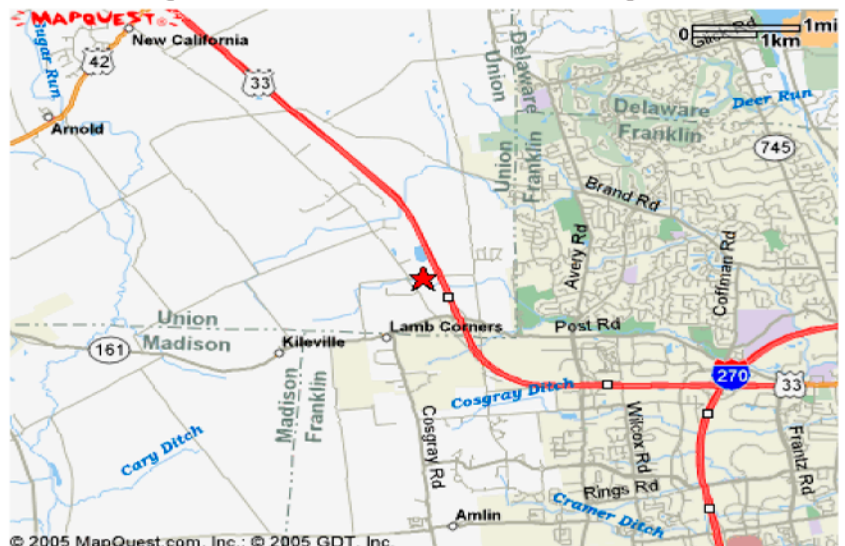 MAPQUEST
0 1mi
1km
New California
42
Sugar Run
33
Arnold
Delaware
Union
Delaware
Franklin
Deer Run
745
Union
Franklin
Brand Rd
Avery Rd
Coffman Rd
Union
Madison
161
Kileville
Lamb Corners
Post Rd
270
33
Cosgray Ditch
Madison
Franklin
Cosgray Rd
Wilcox Rd
Frantz Rd
Cary Ditch
Rings Rd
Cramer Ditch
Amlin
© 2005 MapQuest.com, Inc.; © 2005 GDT, Inc.